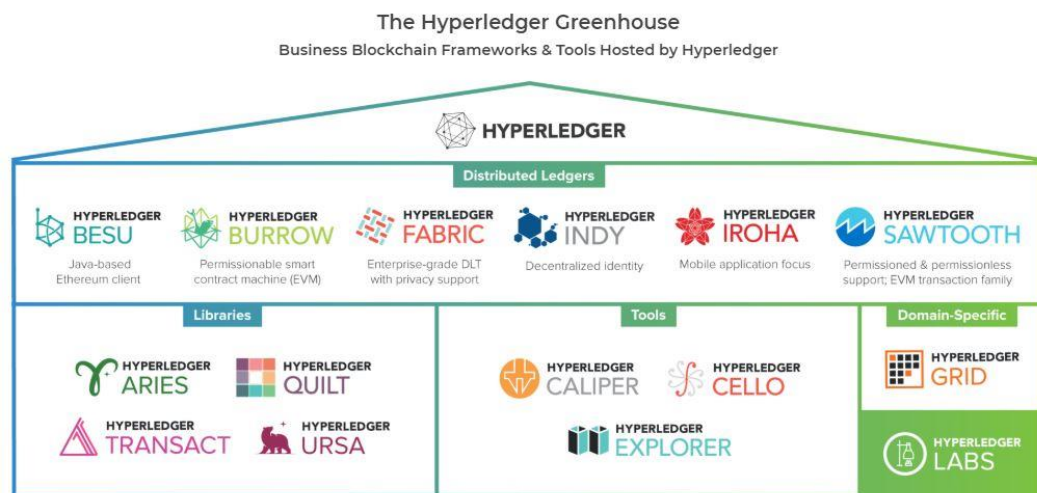 The Hyperledger Greenhouse
Business Blockchain Frameworks & Tools Hosted by Hyperledger
HYPERLEDGER
Distributed Ledgers
HYPERLEDGER
BESU
Java-based
Ethereum client
HYPERLEDGER
BURROW
Permissionable smart
contract machine (EVM)
HYPERLEDGER
FABRIC
Enterprise-grade DLT
with privacy support
HYPERLEDGER
INDY
Decentralized identity
HYPERLEDGER
IROHA
Mobile application focus
HYPERLEDGER
SAWTOOTH
Permissioned & permissionless
support; EVM transaction family
Libraries
HYPERLEDGER
ARIES
HYPERLEDGER
QUILT
HYPERLEDGER
TRANSACT
HYPERLEDGER
URSA
Tools
HYPERLEDGER
CALIPER
HYPERLEDGER
CELLO
HYPERLEDGER
EXPLORER
Domain-Specific
HYPERLEDGER
GRID
HYPERLEDGER
LABS